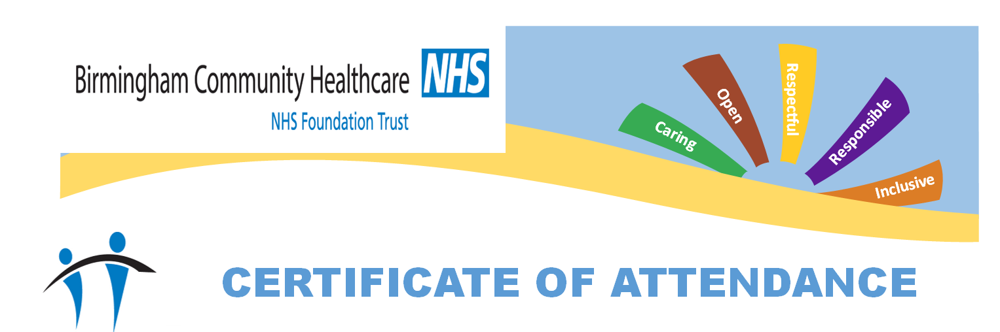 Birmingham Community Healthcare NHS
NHS Foundation Trust
Caring
Open
Respectful
Responsible
Inclusive
CERTIFICATE OF ATTENDANCE